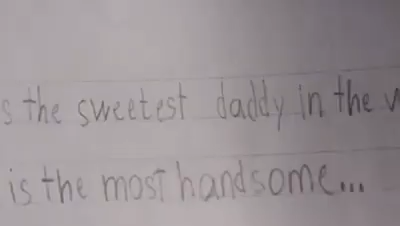 s the sweetest daddy in the
is the most handsome...